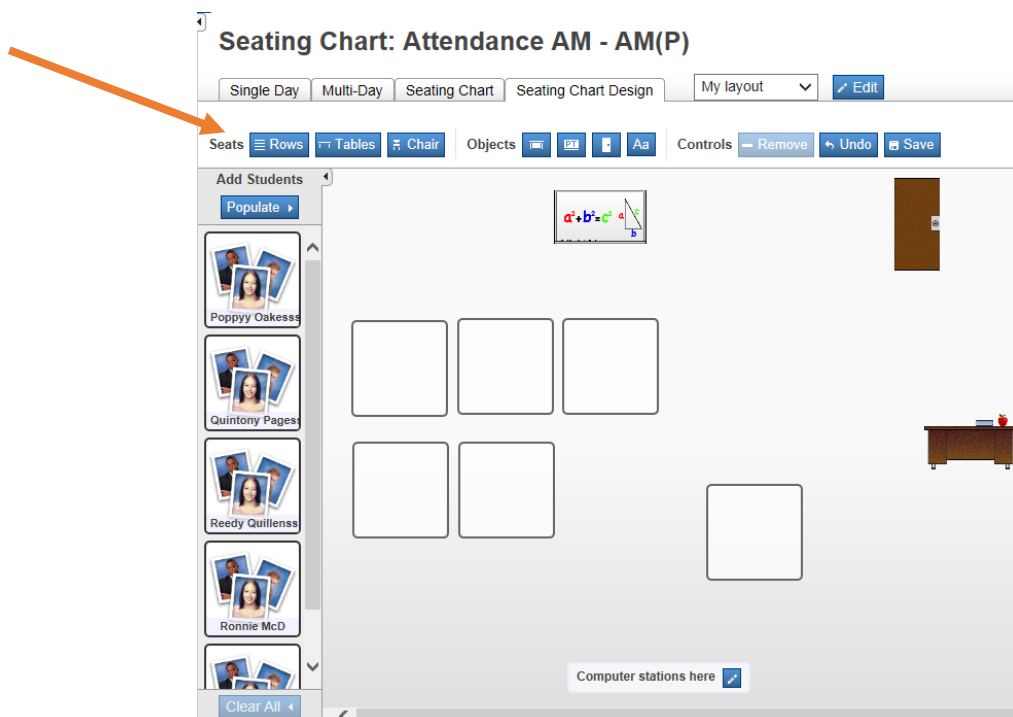 Seating Chart: Attendance AM - AM(P)
Single Day Multi-Day Seating Chart Seating Chart Design My layout Edit
Seats Rows Tables Chair Objects PT Aa Controls Remove Undo Save
Add Students
Populate
a²+b²=c² a c
b
Poppyy Oakesss
Quintony Pagess
Reedy Quillenss
Ronnie McD
Computer stations here
Clear All